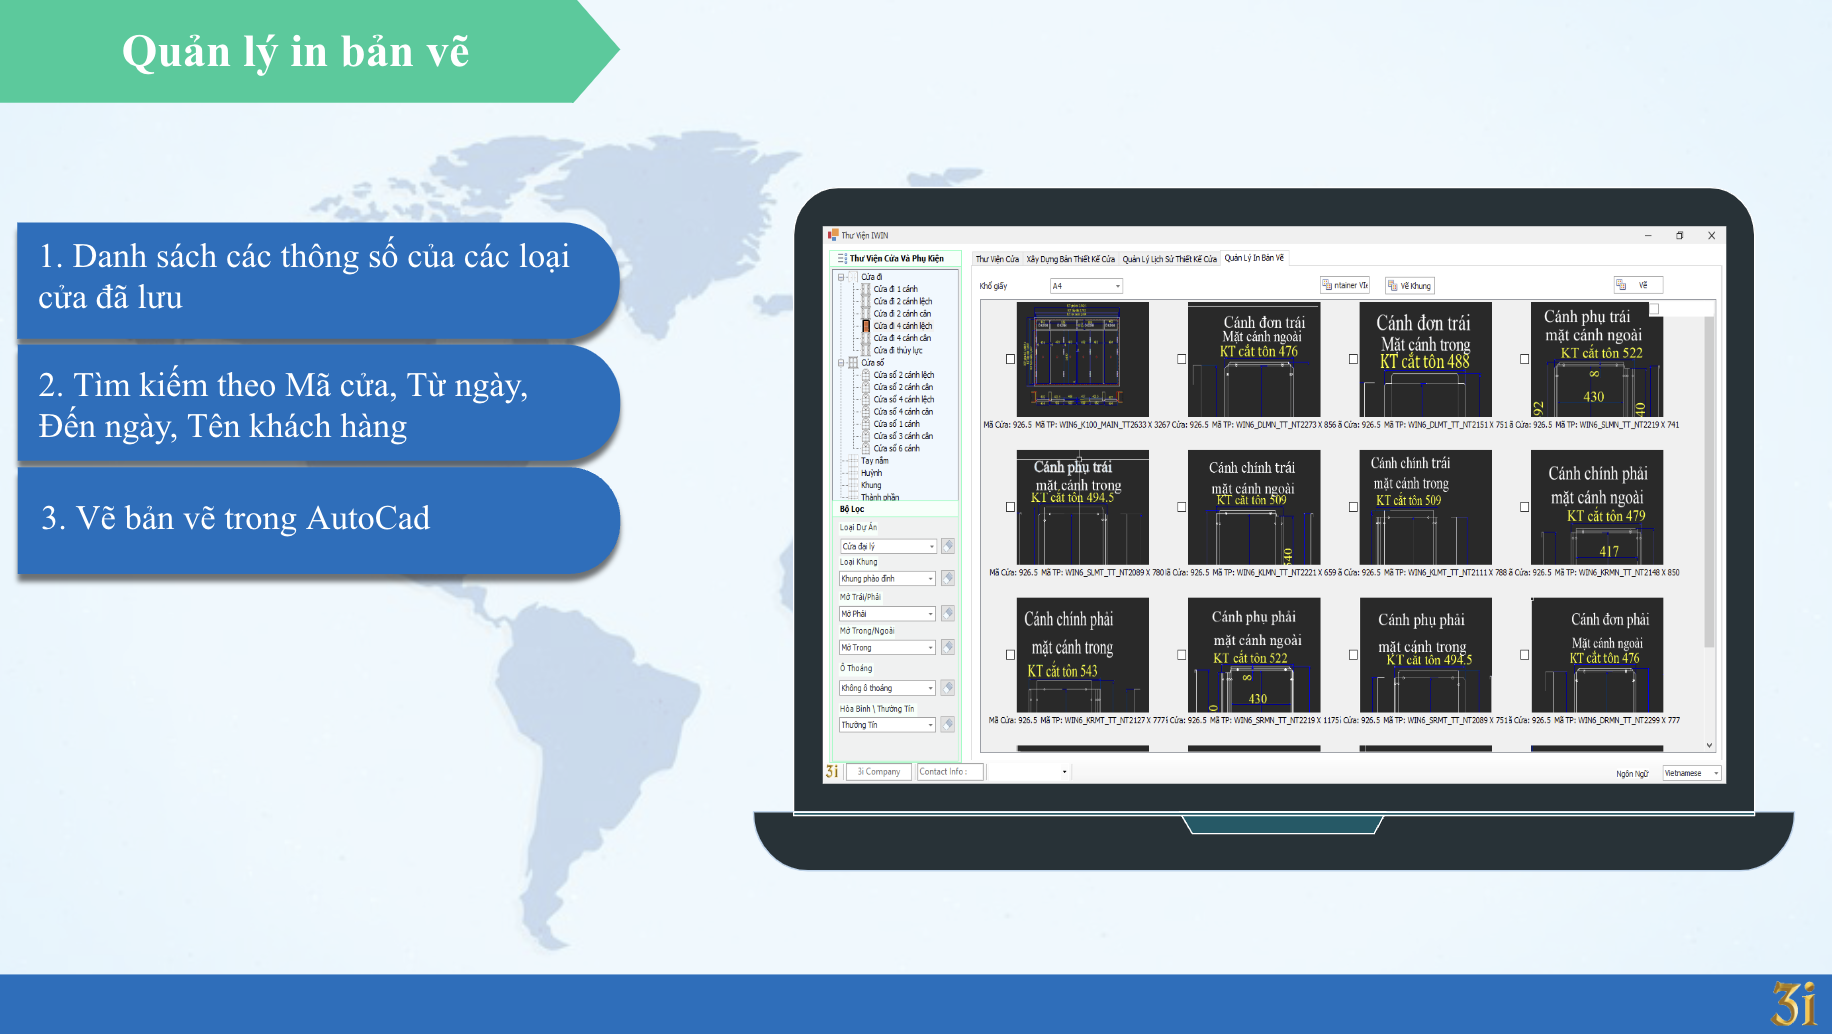 Quản lý in bản vẽ
1. Danh sách các thông số của các loại
cửa đã lưu
2. Tìm kiếm theo Mã cửa, Từ ngày,
Đến ngày, Tên khách hàng
3. Vẽ bản vẽ trong AutoCad
Thư Viện IWIN
Thư Viện Cửa Và Phụ Kiện
Cửa đi
Cửa đi 1 cánh
Cửa đi 2 cánh lệch
Cửa đi 2 cánh cân
Cửa đi 4 cánh lệch
Cửa đi 4 cánh cân
Cửa đi thủy lực
Cửa sổ
Cửa sổ 2 cánh lệch
Cửa sổ 2 cánh cân
Cửa sổ 4 cánh lệch
Cửa sổ 4 cánh cân
Cửa sổ 1 cánh
Cửa sổ 3 cánh cân
Cửa sổ 6 cánh
Tay nắm
Huỳnh
Khung
Thành phần
Bộ Lọc
Loại Dự Án
Cửa đại lý
Loại Khung
Khung pháo đỉnh
Mở Trái/Phải
Mở Phải
Mở Trong/Ngoài
Mở Trong
Ô Thoáng
Không ô thoáng
Hòa Bình \ Thường Tín
Thường Tín
3i 3i Company Contact Info :
Thư Viện Cửa Xây Dựng Bản Thiết Kế Cửa Quản Lý Lịch Sử Thiết Kế Cửa Quản Lý In Bản Vẽ
Khổ giấy A4 ntainer VIe Vẽ Khung Vẽ
Cánh đơn trái
Mặt cánh ngoài
KT cắt tôn 476
Cánh đơn trái
Mặt cánh trong
KT cắt tôn 488
Cánh phụ trái
mặt cánh ngoài
KT cắt tôn 522
8
430
92
40
Mã Cửa: 926.5 Mã TP: WIN6_K100_MAIN_TT2633 X 3267 Cửa: 926.5 Mã TP: WIN6_DLMN_TT_NT2273 X 856 ã Cửa: 926.5 Mã TP: WIN6_DLMT_TT_NT2151 X 751 ã Cửa: 926.5 Mã TP: WIN6_SLMN_TT_NT2219 X 741
Cánh phụ trái
mặt cánh trong
KT cắt tôn 494.5
Cánh chính trái
mặt cánh ngoài
KT cắt tôn 509
40
Cánh chính trái
mặt cánh trong
KT cắt tôn 509
Cánh chính phải
mặt cánh ngoài
KT cắt tôn 479
417
Mã Cửa: 926.5 Mã TP: WIN6_SLMT_TT_NT2089 X 780 ã Cửa: 926.5 Mã TP: WIN6_KLMN_TT_NT2221 X 659 ã Cửa: 926.5 Mã TP: WIN6_KLMT_TT_NT2111 X 788 ã Cửa: 926.5 Mã TP: WIN6_KRMN_TT_NT2148 X 850
Cánh chính phải
mặt cánh trong
KT cắt tôn 543
Cánh phụ phải
mặt cánh ngoài
KT cắt tôn 522
8
430
0
Cánh phụ phải
mặt cánh trong
KT cắt tôn 494.5
Cánh đơn phải
Mặt cánh ngoài
KT cắt tôn 476
Mã Cửa: 926.5 Mã TP: WIN6_KRMT_TT_NT2127 X 777 Cửa: 926.5 Mã TP: WIN6_SRMN_TT_NT2219 X 1175 Cửa: 926.5 Mã TP: WIN6_SRMT_TT_NT2089 X 751 ã Cửa: 926.5 Mã TP: WIN6_DRMN_TT_NT2299 X 777
Ngôn Ngữ Vietnamese
3i